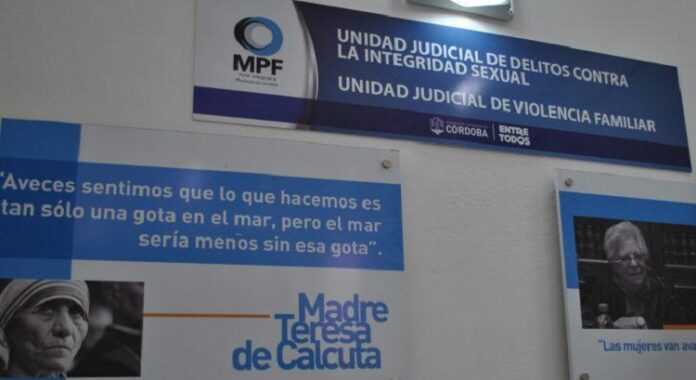 MPF
UNIDAD JUDICIAL DE DELITOS CONTRA
LA INTEGRIDAD SEXUAL
UNIDAD JUDICIAL DE VIOLENCIA FAMILIAR
CÓRDOBA
ENTRE
TODOS
"Aveces sentimos que lo que hacemos es
tan sólo una gota en el mar, pero el mar
sería menos sin esa gota".
Madre
Teresa
de Calcuta
"Las mujeres van ava